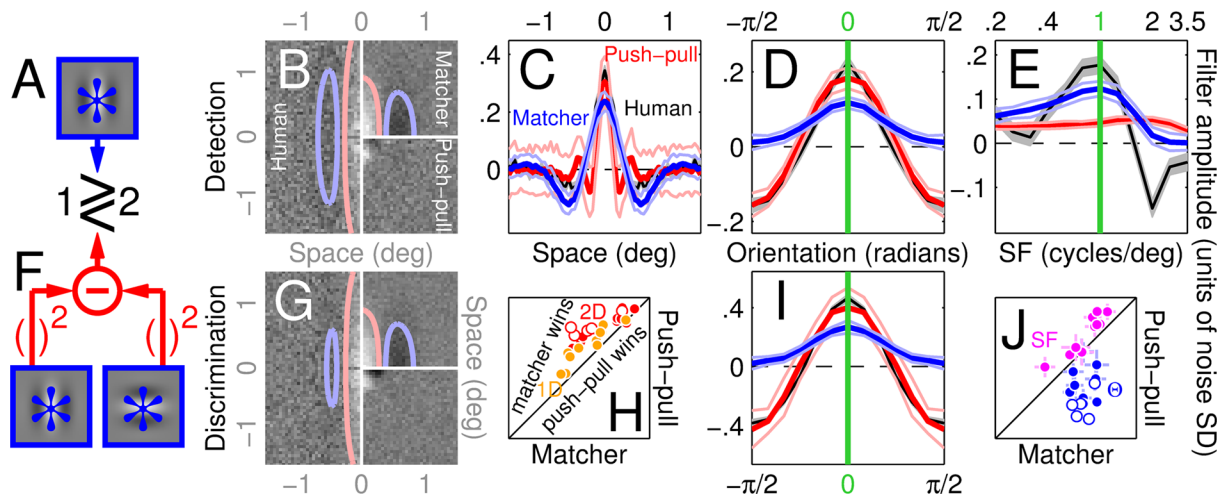 −1 0 1
−1 0 1
−π/2 0 π/2
.2 .4 1 2 3.5
A
Detection
1 0 −1
B
Human
Matcher
Push−pull
.4
.2
0
C
Push−pull
Matcher
Human
.2
0
−.2
D
.2
.1
0
−.1
E
Filter amplitude (units of noise SD)
1 ⩾ 2
Space (deg)
Space (deg)
Orientation (radians)
SF (cycles/deg)
F
−
( )2
( )2
Discrimination
1 0 −1
G
Space (deg)
matcher wins
2D
1D
push−pull wins
H
Push−pull
Matcher
.4
0
−.4
I
J
SF
Θ
Push−pull
Matcher
−1 0 1
−π/2 0 π/2